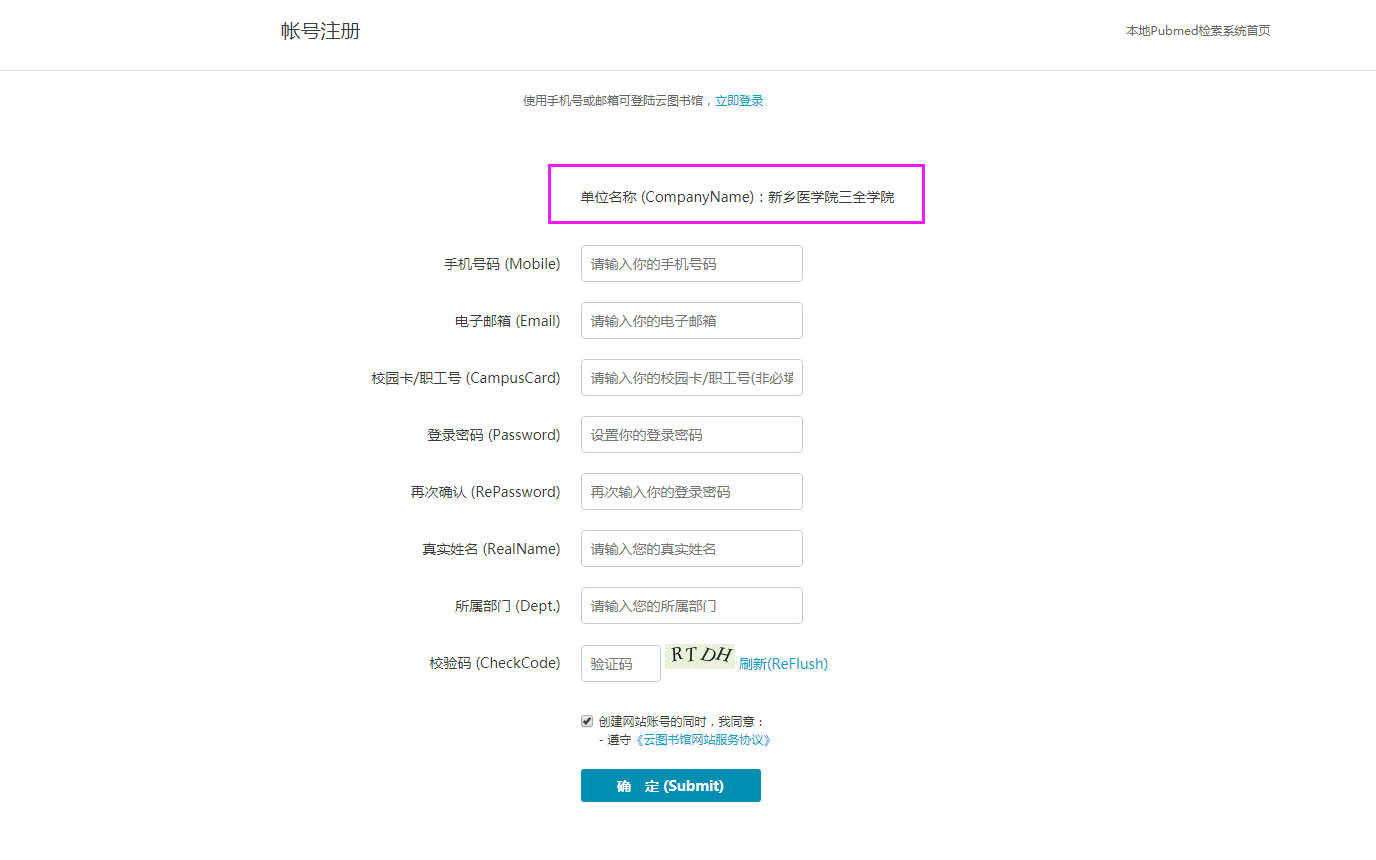 帐号注册
本地Pubmed检索系统首页
使用手机号或邮箱可登陆云图书馆，立即登录
单位名称 (CompanyName)：新乡医学院三全学院
手机号码 (Mobile) 请输入你的手机号码
电子邮箱 (Email) 请输入你的电子邮箱
校园卡/职工号 (CampusCard) 请输入你的校园卡/职工号(非必填
登录密码 (Password) 设置你的登录密码
再次确认 (RePassword) 再次输入你的登录密码
真实姓名 (RealName) 请输入您的真实姓名
所属部门 (Dept.) 请输入您的所属部门
校验码 (CheckCode) 验证码 RTDH 刷新(ReFlush)
创建网站账号的同时，我同意：
- 遵守《云图书馆网站服务协议》
确 定 (Submit)